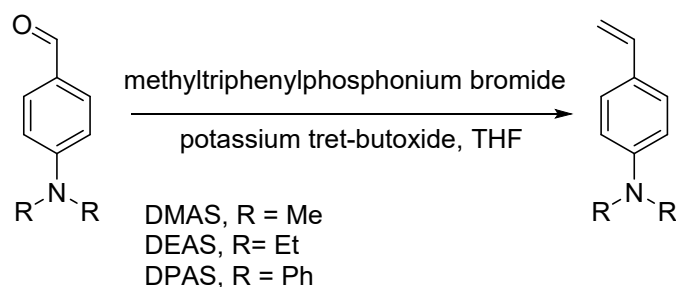 O
methyltriphenylphosphonium bromide
potassium tret-butoxide, THF
N
R R
N
R R
DMAS, R = Me
DEAS, R= Et
DPAS, R = Ph